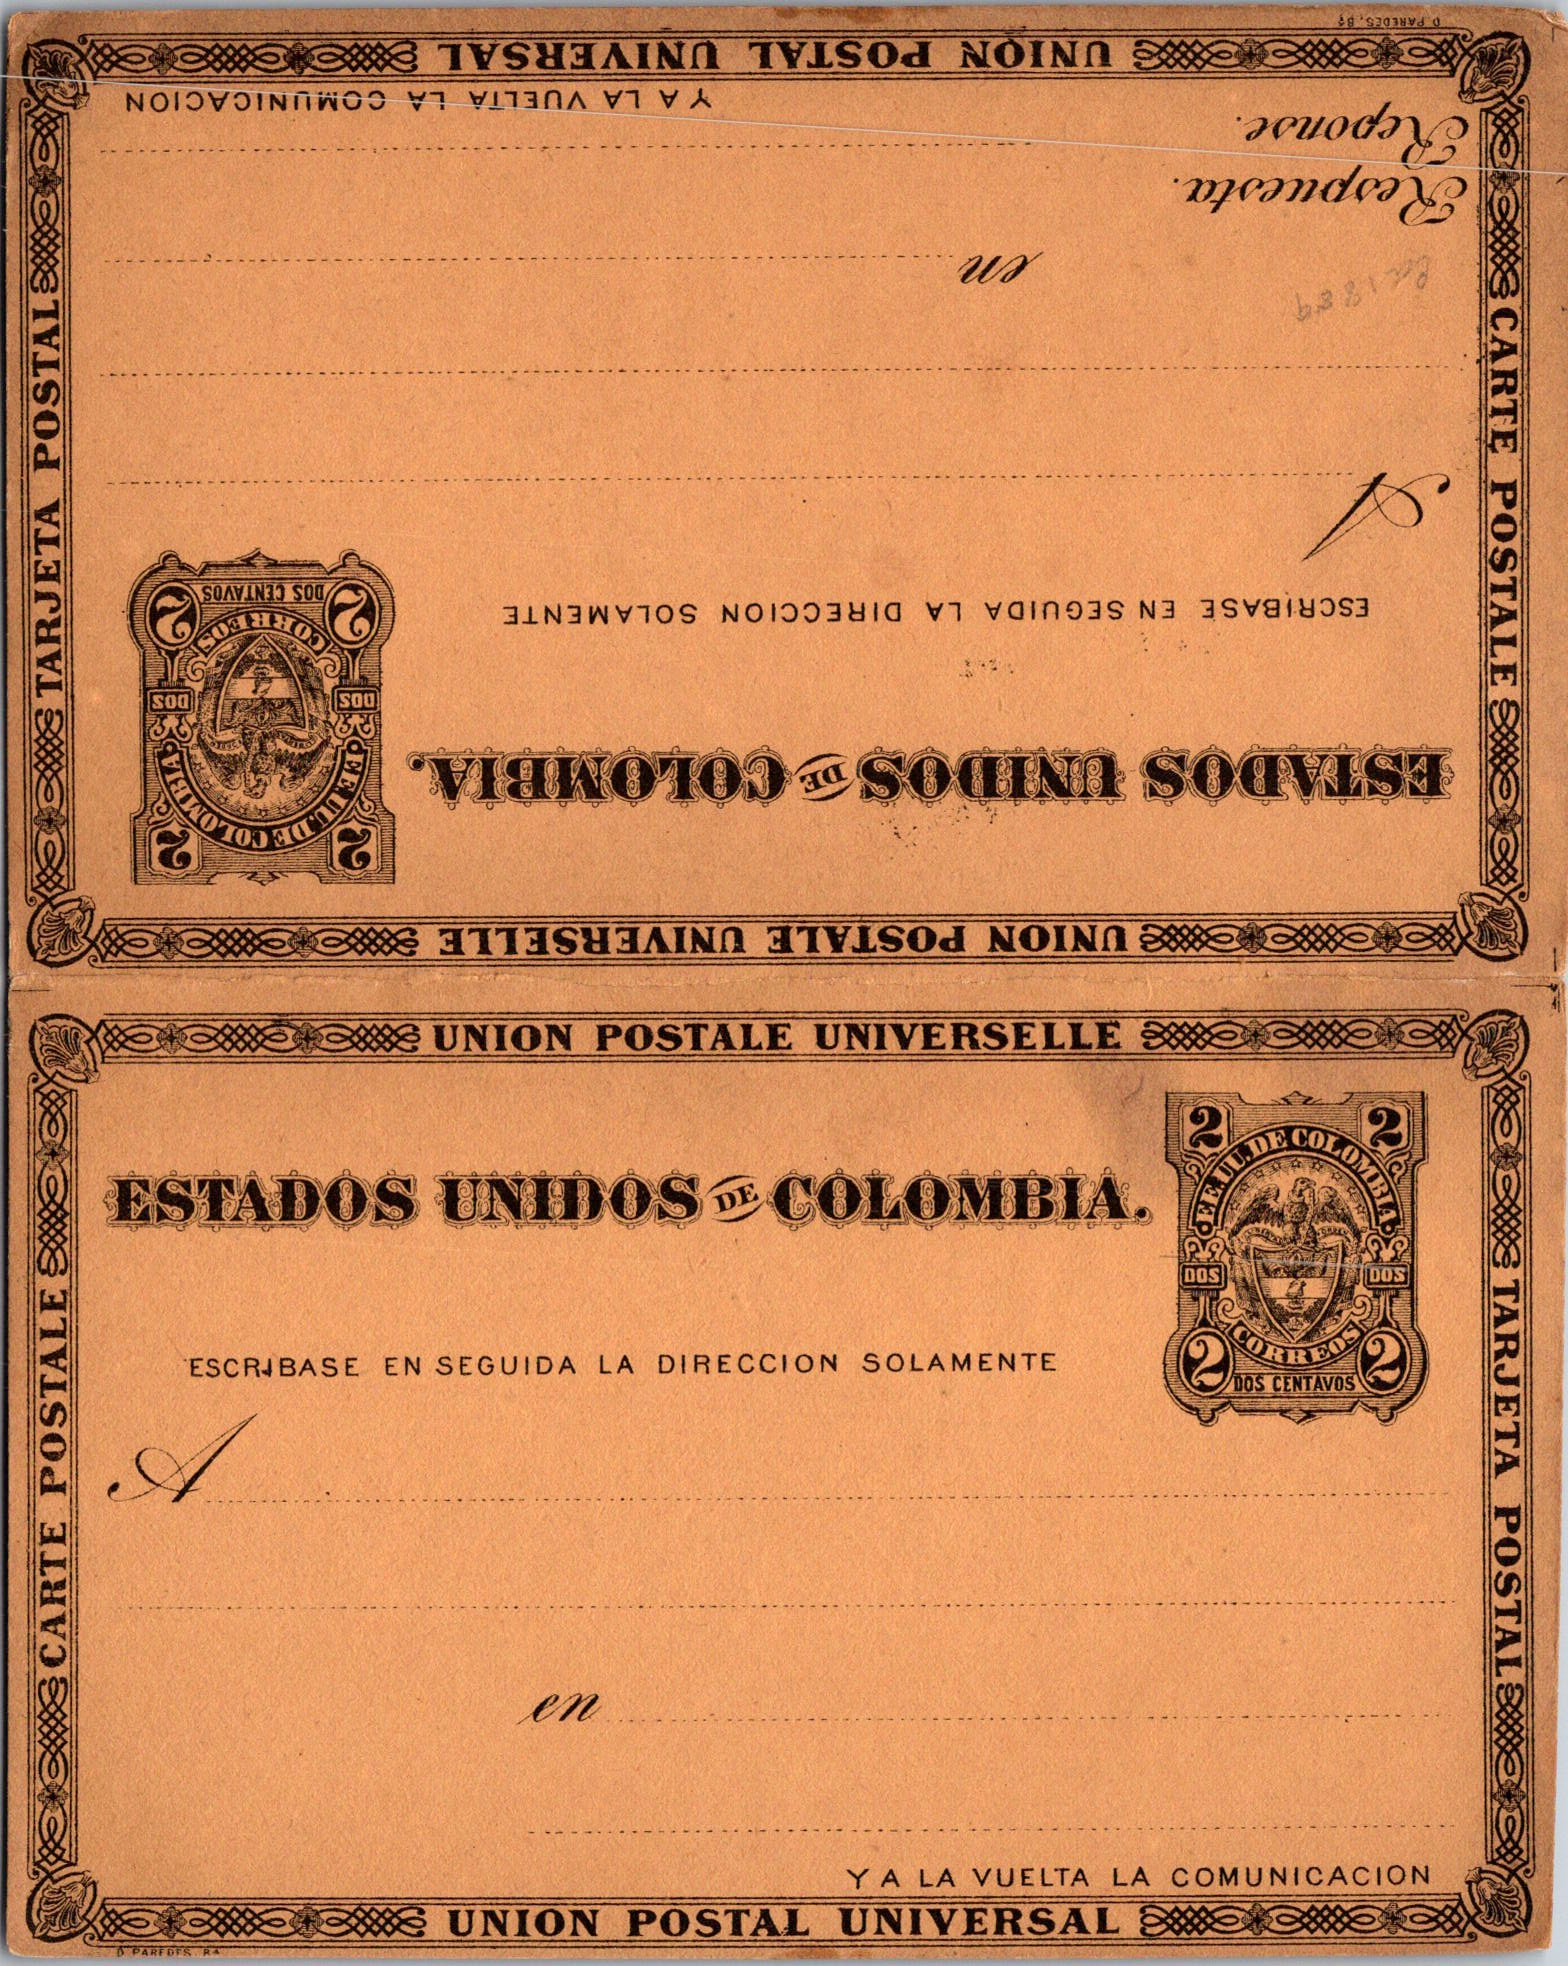 D. PAREDES, Bá
UNION POSTAL UNIVERSAL
Y A LA VUELTA LA COMUNICACION
Reponse.
Respuesta.
en
A
ESCRIBASE EN SEGUIDA LA DIRECCION SOLAMENTE
ESTADOS UNIDOS DE COLOMBIA.
DOS CENTAVOS
2 2
CORREOS
DOS DOS
EE.UU. DE COLOMBIA
2 2
TARJETA POSTAL
CARTE POSTALE
UNION POSTALE UNIVERSELLE
UNION POSTALE UNIVERSELLE
ESTADOS UNIDOS DE COLOMBIA.
2 2
EE.UU. DE COLOMBIA
DOS DOS
CORREOS
2 2
DOS CENTAVOS
ESCRIBASE EN SEGUIDA LA DIRECCION SOLAMENTE
A
en
Y A LA VUELTA LA COMUNICACION
CARTE POSTALE
TARJETA POSTAL
UNION POSTAL UNIVERSAL
D. PAREDES. Bá